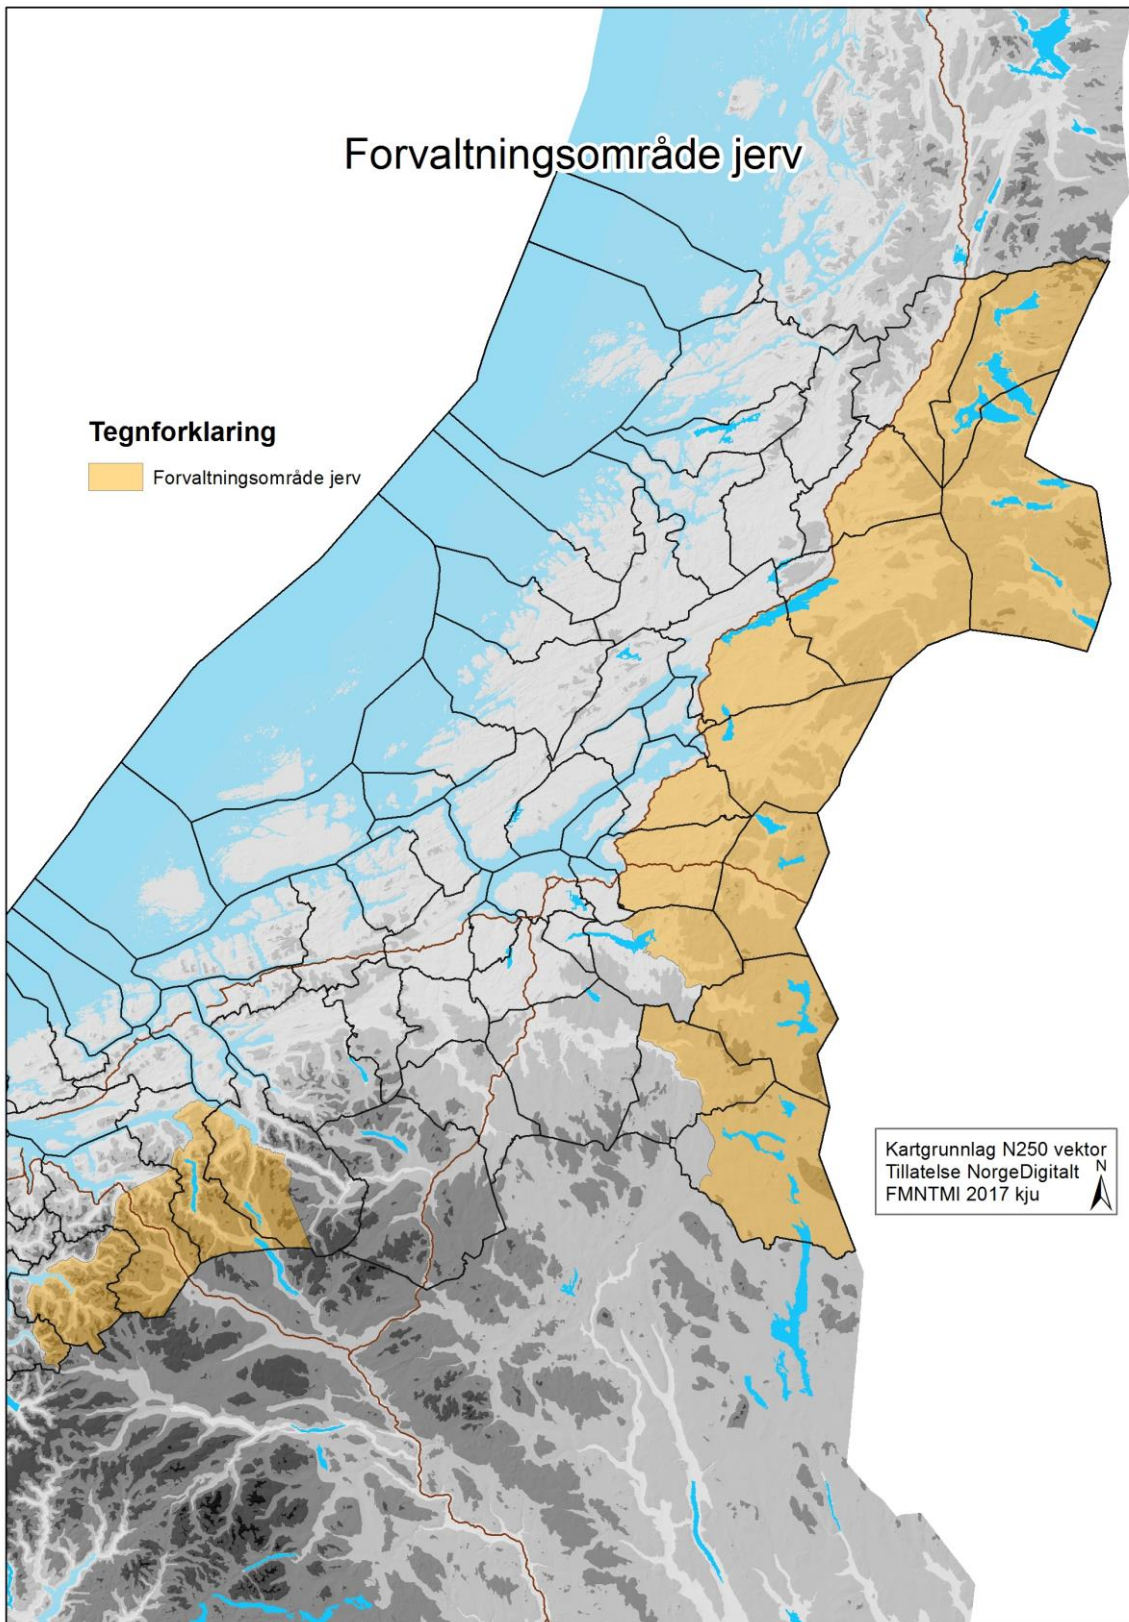 Forvaltningsområde jerv
Tegnforklaring
Forvaltningsområde jerv
Kartgrunnlag N250 vektor
Tillatelse NorgeDigitalt
FMNTMI 2017 kju
N